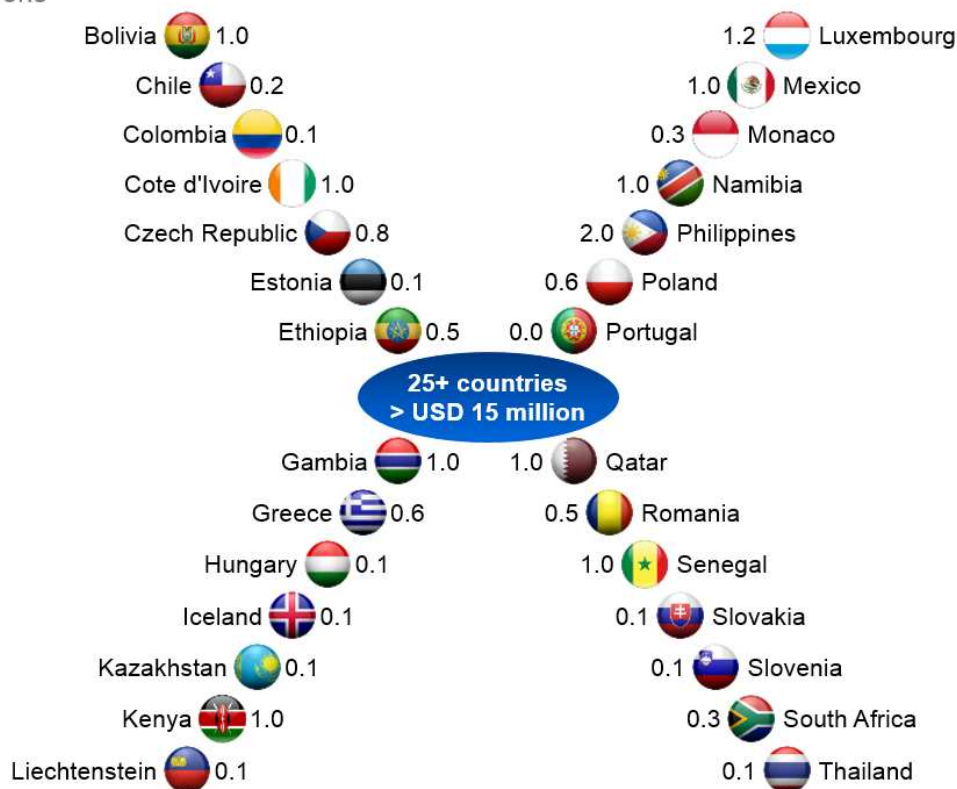 Bolivia 1.0
Chile 0.2
Colombia 0.1
Cote d'Ivoire 1.0
Czech Republic 0.8
Estonia 0.1
Ethiopia 0.5
1.2 Luxembourg
1.0 Mexico
0.3 Monaco
1.0 Namibia
2.0 Philippines
0.6 Poland
0.0 Portugal
25+ countries
> USD 15 million
Gambia 1.0
Greece 0.6
Hungary 0.1
Iceland 0.1
Kazakhstan 0.1
Kenya 1.0
Liechtenstein 0.1
1.0 Qatar
0.5 Romania
1.0 Senegal
0.1 Slovakia
0.1 Slovenia
0.3 South Africa
0.1 Thailand